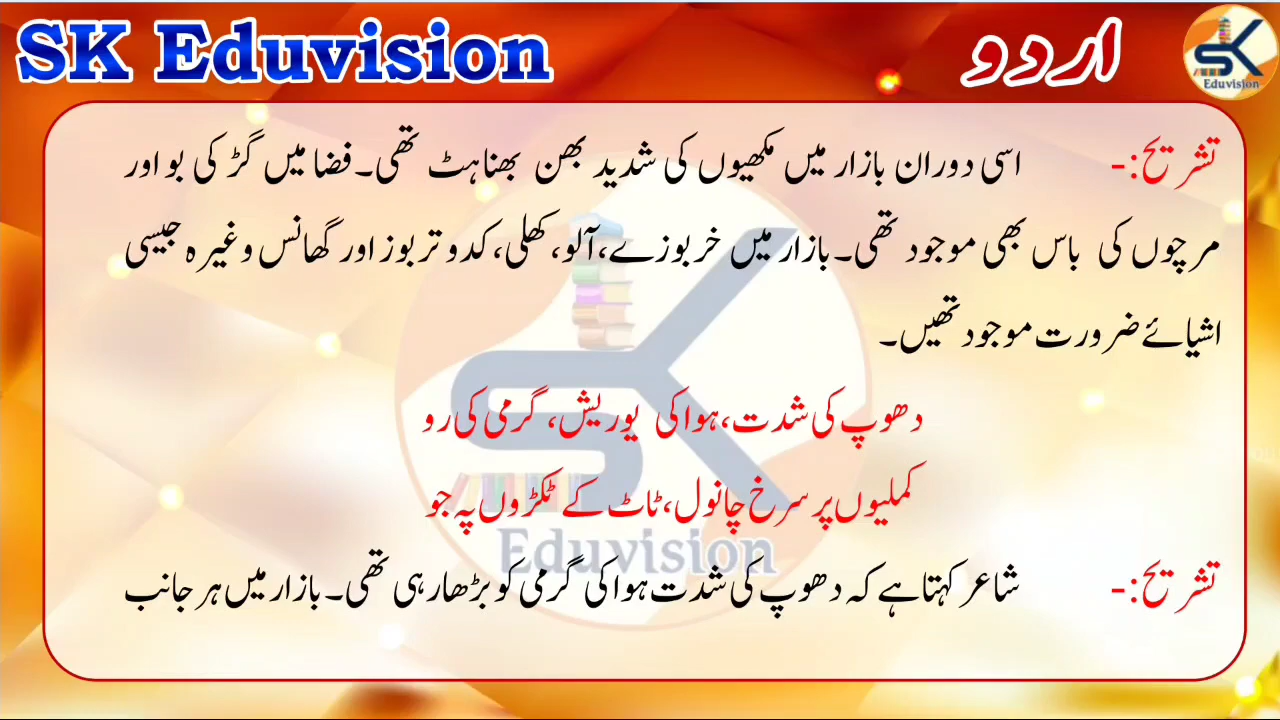 SK Eduvision
اردو
SK
Eduvision
تشریح:- اسی دوران بازار میں مکھیوں کی شدید بھن بھناہٹ تھی۔فضا میں گڑ کی بو اور
مرچوں کی باس بھی موجود تھی۔بازار میں خربوزے،آلو،کھلی،کدو تربوز اور گھانس وغیرہ جیسی
اشیائے ضرورت موجود تھیں۔
دھوپ کی شدت،ہوا کی یوریش،گرمی کی رو
کملیوں پر سرخ چانول،ٹاٹ کے ٹکڑوں پہ جو
Eduvision
تشریح:- شاعر کہتا ہے کہ دھوپ کی شدت ہوا کی گرمی کو بڑھا رہی تھی۔بازار میں ہر جانب